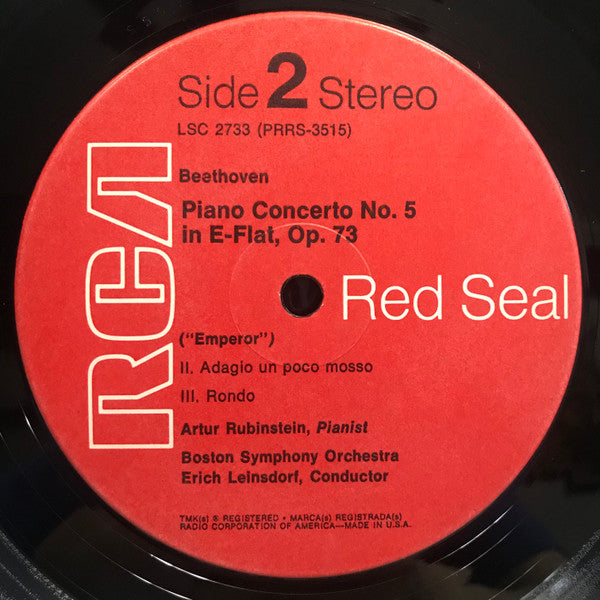 Side 2 Stereo
LSC 2733 (PRRS-3515)
RCA
Beethoven
Piano Concerto No. 5
in E-Flat, Op. 73
Red Seal
("Emperor")
II. Adagio un poco mosso
III. Rondo
Artur Rubinstein, Pianist
Boston Symphony Orchestra
Erich Leinsdorf, Conductor
TMK(s) ® REGISTERED • MARCA(s) REGISTRADA(s)
RADIO CORPORATION OF AMERICA—MADE IN U.S.A.